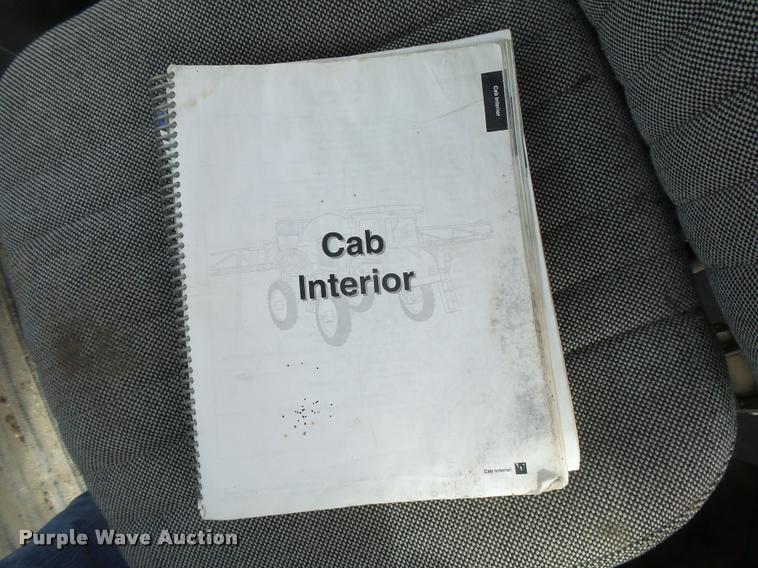 Cab Interior
Cab
Interior
Cab Interior
Purple Wave Auction